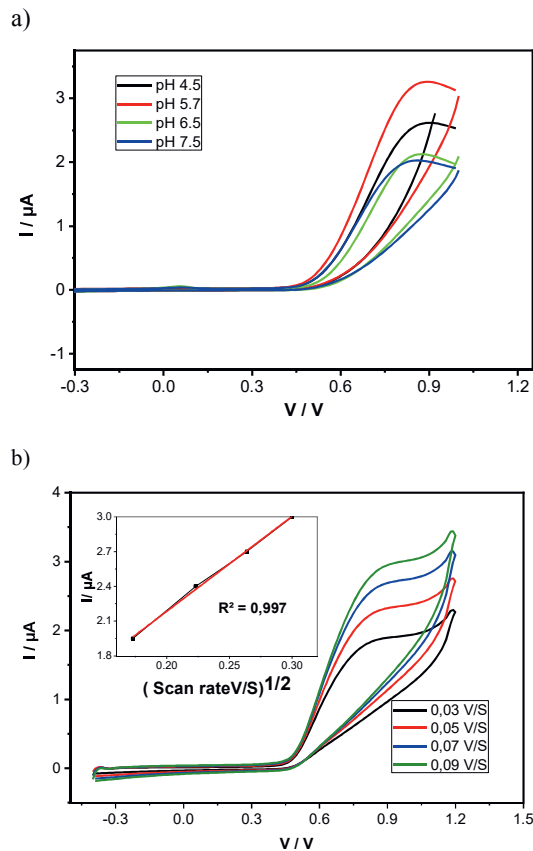 a)
3
2
1
0
-1
I / µA
pH 4.5
pH 5.7
pH 6.5
pH 7.5
-0.3 0.0 0.3 0.6 0.9 1.2
V / V
b)
4
3
2
1
0
I / µA
3.0
2.7
2.4
2.1
1.8
I/ µA
R² = 0,997
0.20 0.25 0.30
( Scan rateV/S)1/2
0,03 V/S
0,05 V/S
0,07 V/S
0,09 V/S
-0.3 0.0 0.3 0.6 0.9 1.2 1.5
V / V